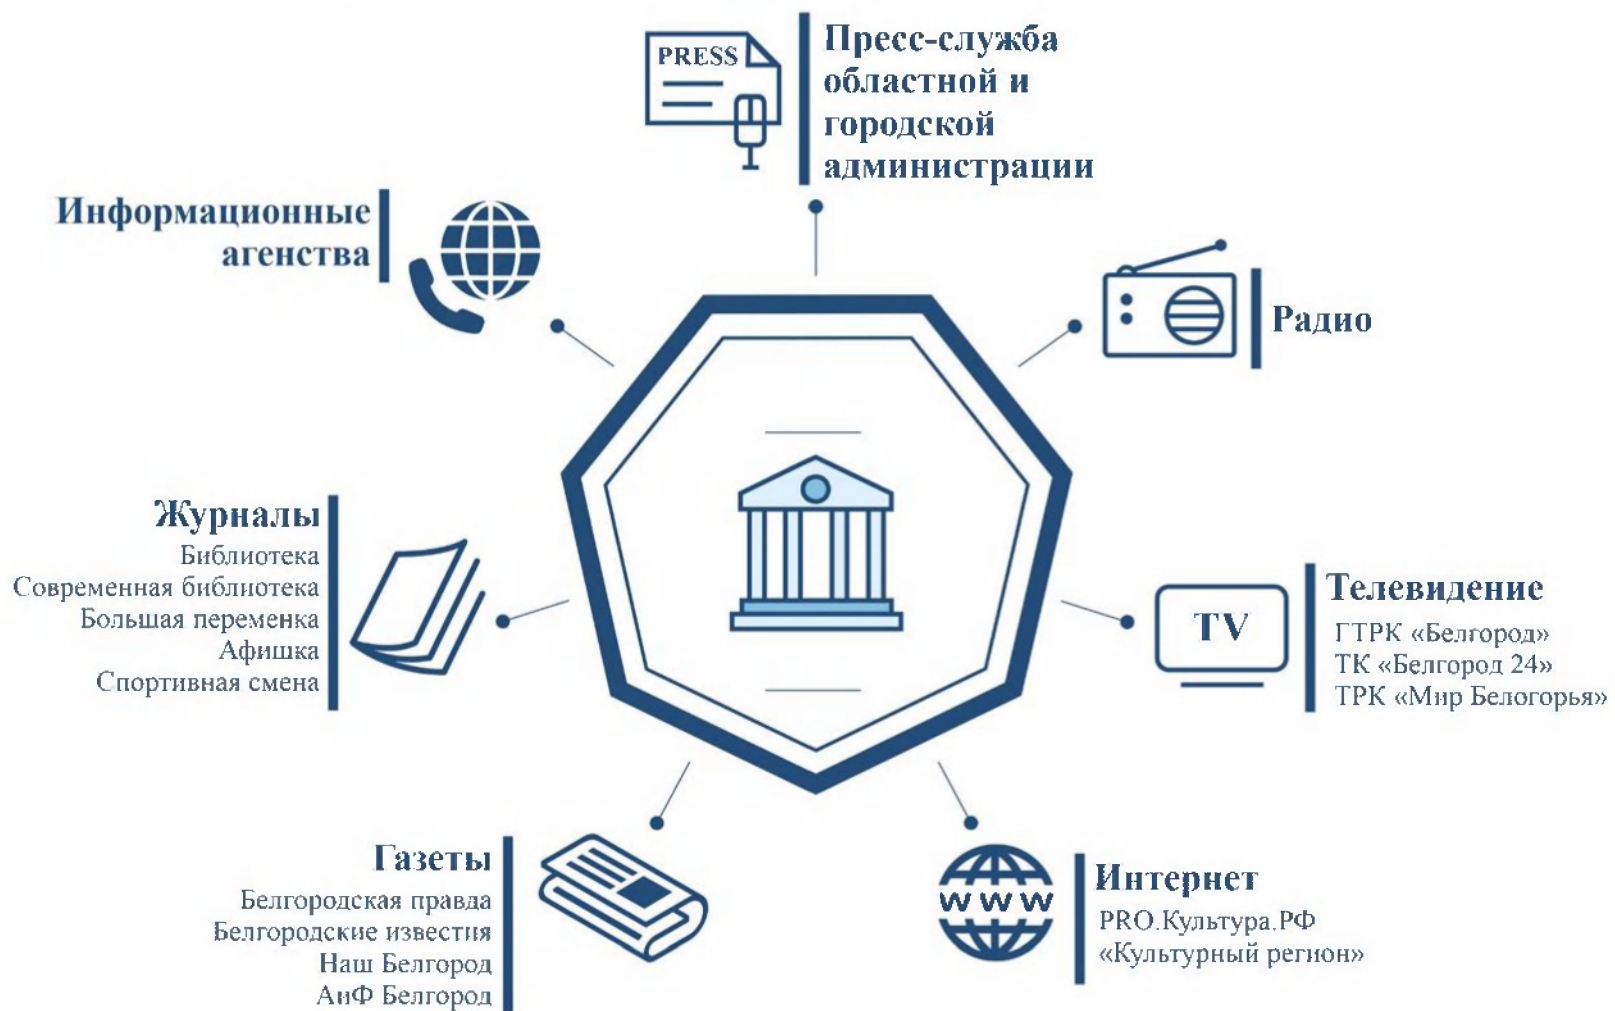 PRESS
Пресс-служба
областной и
городской
администрации
Информационные
агенства
Радио
Журналы
Библиотека
Современная библиотека
Большая переменка
Афишка
Спортивная смена
TV
Телевидение
ГТРК «Белгород»
ТК «Белгород 24»
ТРК «Мир Белогорья»
Газеты
Белгородская правда
Белгородские известия
Наш Белгород
АиФ Белгород
W W W
Интернет
PRO.Культура.РФ
«Культурный регион»